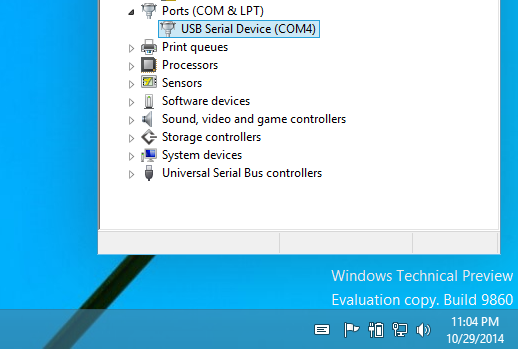 Ports (COM & LPT)
USB Serial Device (COM4)
Print queues
Processors
Sensors
Software devices
Sound, video and game controllers
Storage controllers
System devices
Universal Serial Bus controllers
Windows Technical Preview
Evaluation copy. Build 9860
11:04 PM
10/29/2014